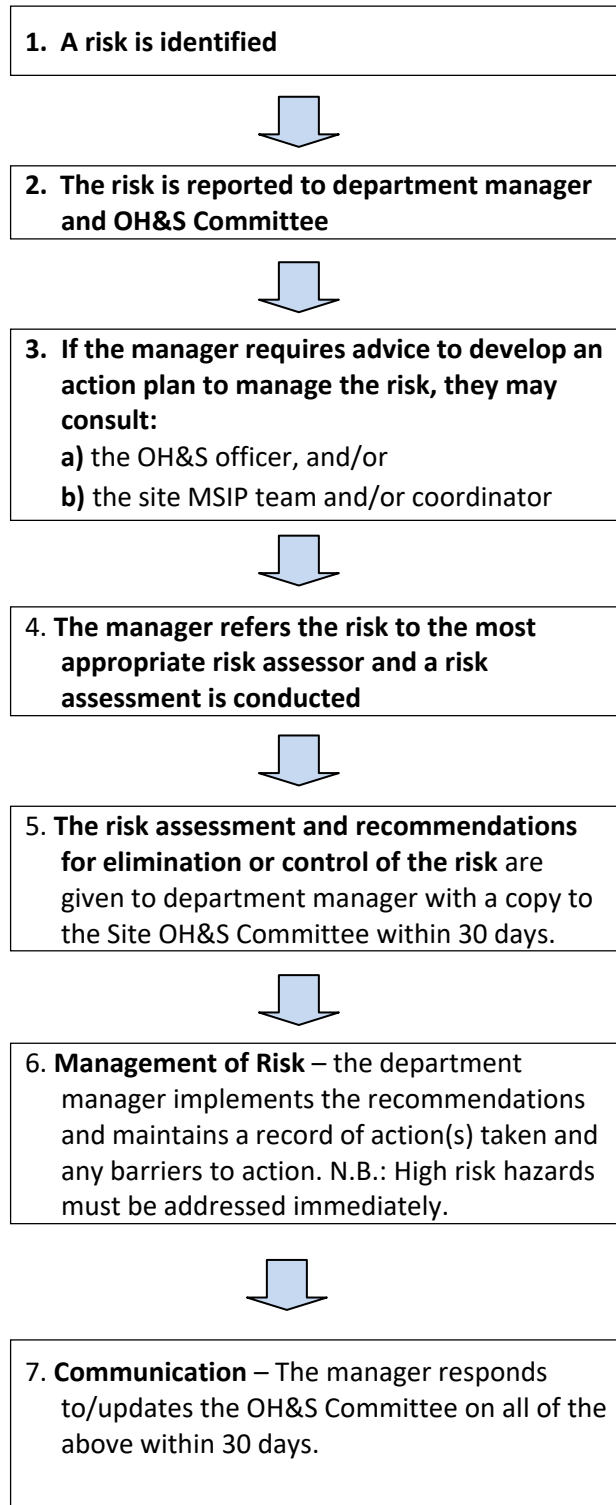 1. A risk is identified
2. The risk is reported to department manager
and OH&S Committee
3. If the manager requires advice to develop an
action plan to manage the risk, they may
consult:
a) the OH&S officer, and/or
b) the site MSIP team and/or coordinator
4. The manager refers the risk to the most
appropriate risk assessor and a risk
assessment is conducted
5. The risk assessment and recommendations
for elimination or control of the risk are
given to department manager with a copy to
the Site OH&S Committee within 30 days.
6. Management of Risk – the department
manager implements the recommendations
and maintains a record of action(s) taken and
any barriers to action. N.B.: High risk hazards
must be addressed immediately.
7. Communication – The manager responds
to/updates the OH&S Committee on all of the
above within 30 days.